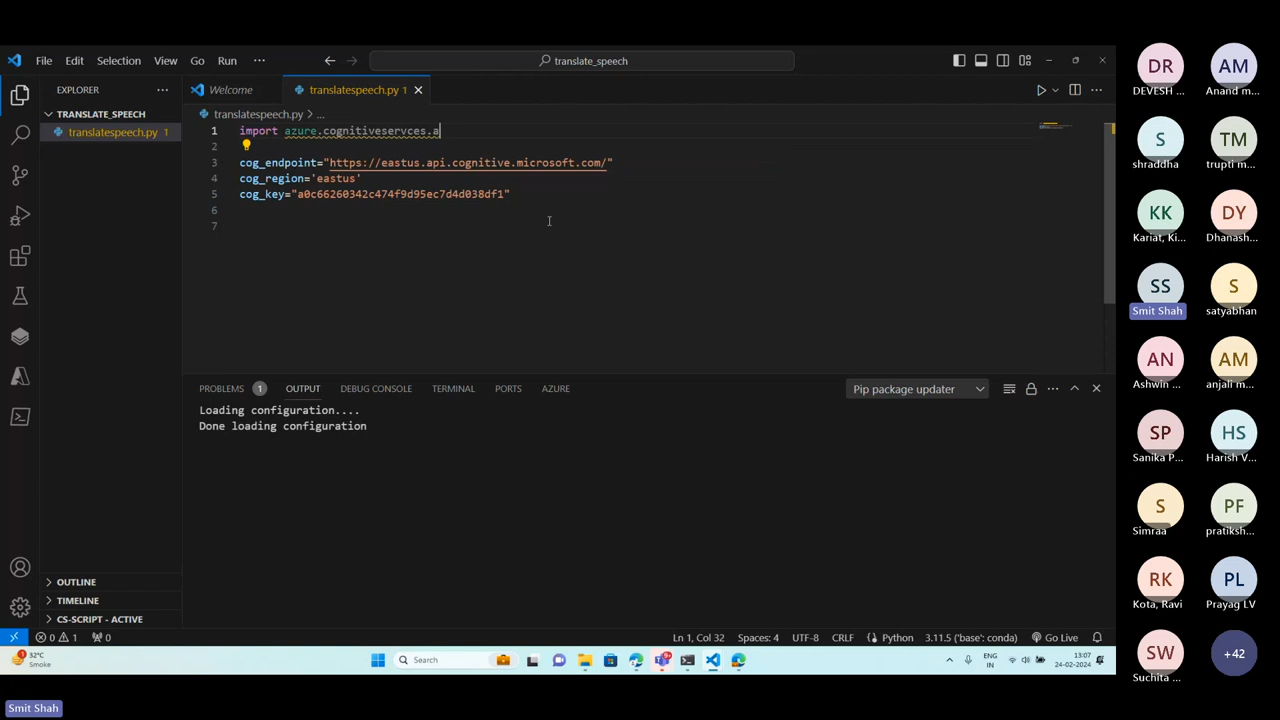 File Edit Selection View Go Run ··· translate_speech
EXPLORER ···
Welcome
translatespeech.py 1
TRANSLATE_SPEECH
translatespeech.py 1
translatespeech.py > ...
1 import azure.cognitiveservces.a
2
3 cog_endpoint="https://eastus.api.cognitive.microsoft.com/"
4 cog_region='eastus'
5 cog_key="a0c66260342c474f9d95ec7d4d038df1"
6
7
PROBLEMS 1 OUTPUT DEBUG CONSOLE TERMINAL PORTS AZURE Pip package updater
Loading configuration....
Done loading configuration
OUTLINE
TIMELINE
CS-SCRIPT - ACTIVE
0 1 0 Ln 1, Col 32 Spaces: 4 UTF-8 CRLF Python 3.11.5 ('base': conda) Go Live
32°C
Smoke
Search
ENG
IN
13:07
24-02-2024
Smit Shah
DR AM
DEVESH ... Anand m...
S TM
shraddha trupti m...
KK DY
Kariat, Ki... Dhanash...
SS S
Smit Shah satyabhan
AN AM
Ashwin ... anjali m...
SP HS
Sanika P... Harish V...
S PF
Simraa pratiksh...
RK PL
Kota, Ravi Prayag LV
SW +42
Suchita ...